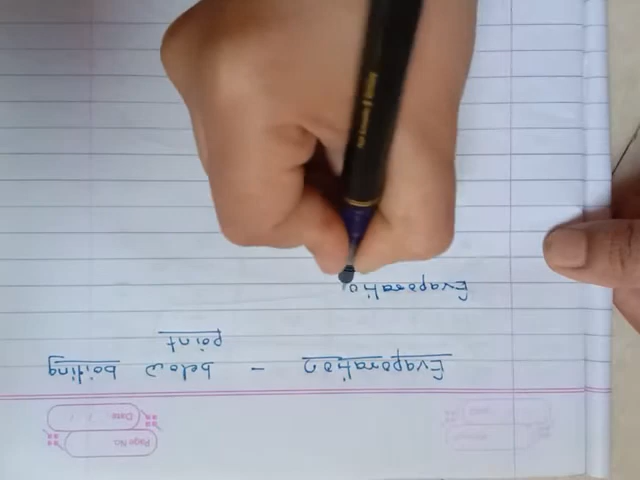 Page No.
Date / /
Evaporation - below boiling
point
Evaporatio